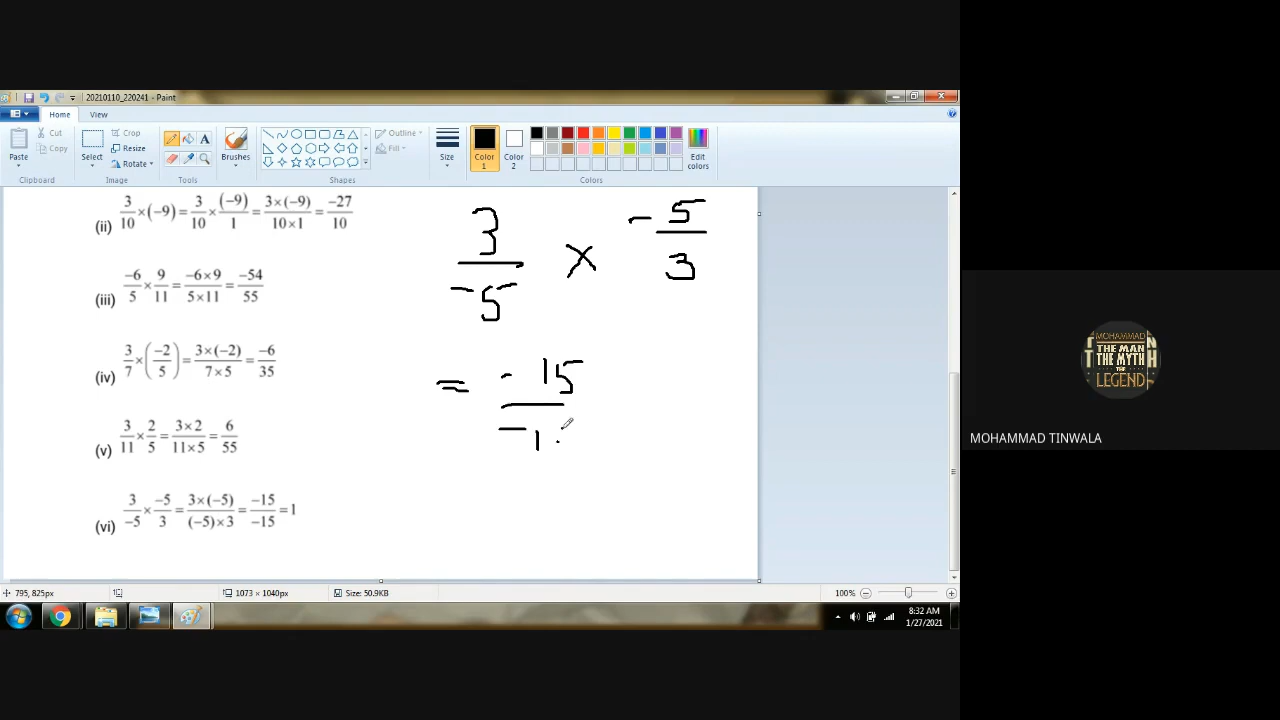 20210110_220241 - Paint
Home View
Paste Cut Copy Clipboard
Select Crop Resize Rotate Image
Tools
Brushes
Outline Fill Shapes
Size
Color 1 Color 2 Edit colors Colors
(ii) 3/10 × (−9) = 3/10 × (−9)/1 = 3×(−9)/10×1 = −27/10
(iii) −6/5 × 9/11 = −6×9/5×11 = −54/55
(iv) 3/7 × (−2/5) = 3×(−2)/7×5 = −6/35
(v) 3/11 × 2/5 = 3×2/11×5 = 6/55
(vi) 3/−5 × −5/3 = 3×(−5)/(−5)×3 = −15/−15 = 1
3/−5 × −5/3
= −15/−1
795, 825px 1073 × 1040px Size: 50.9KB 100%
8:32 AM
1/27/2021
MOHAMMAD
THE MAN
THE MYTH
THE
LEGEND
MOHAMMAD TINWALA